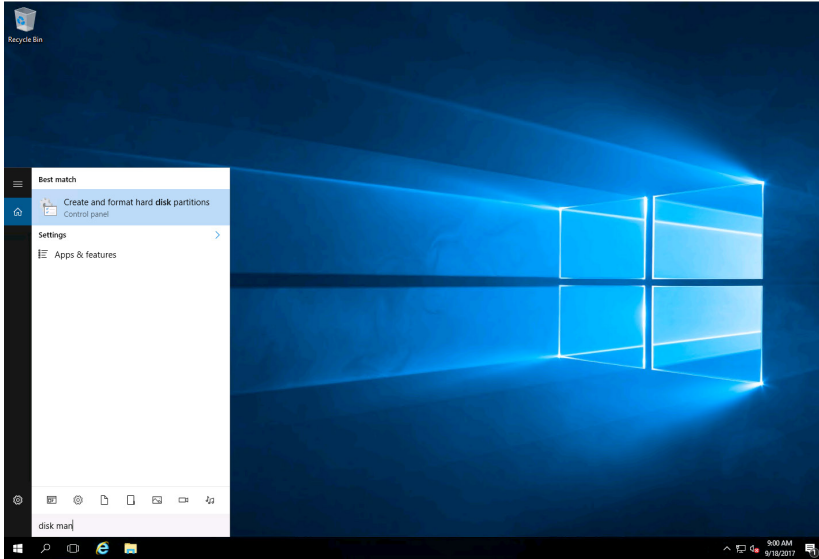 Recycle Bin
Best match
Create and format hard disk partitions
Control panel
Settings
Apps & features
disk man
9:00 AM
9/18/2017